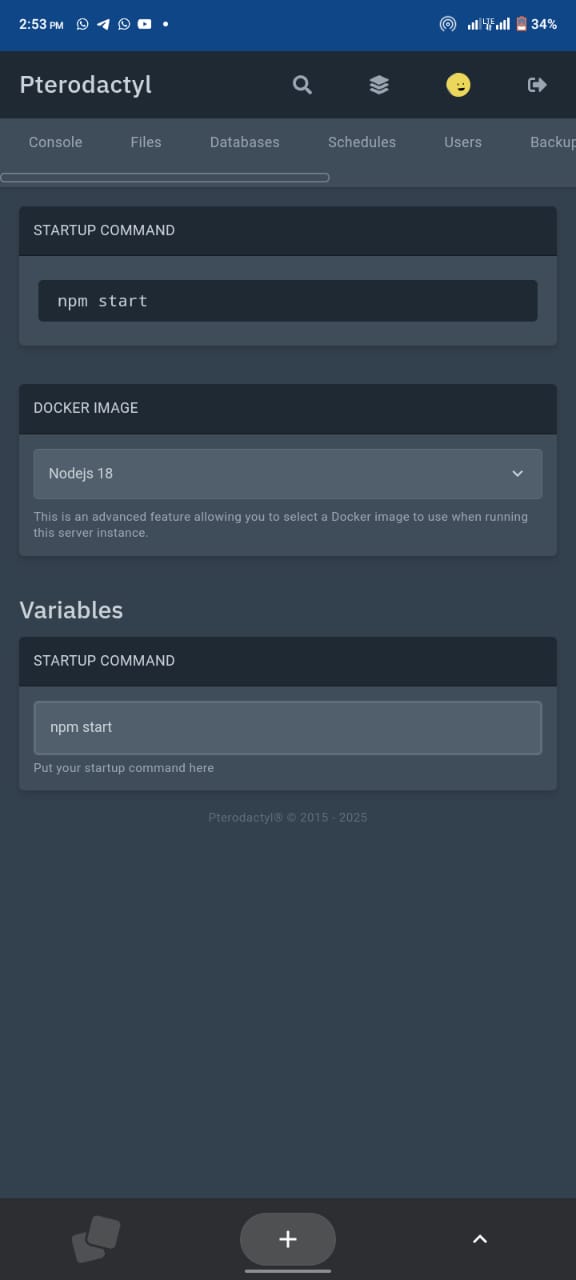 2:53 PM
LTE
34%
Pterodactyl
Console Files Databases Schedules Users Backup
STARTUP COMMAND
npm start
DOCKER IMAGE
Nodejs 18
This is an advanced feature allowing you to select a Docker image to use when running
this server instance.
Variables
STARTUP COMMAND
npm start
Put your startup command here
Pterodactyl® © 2015 - 2025